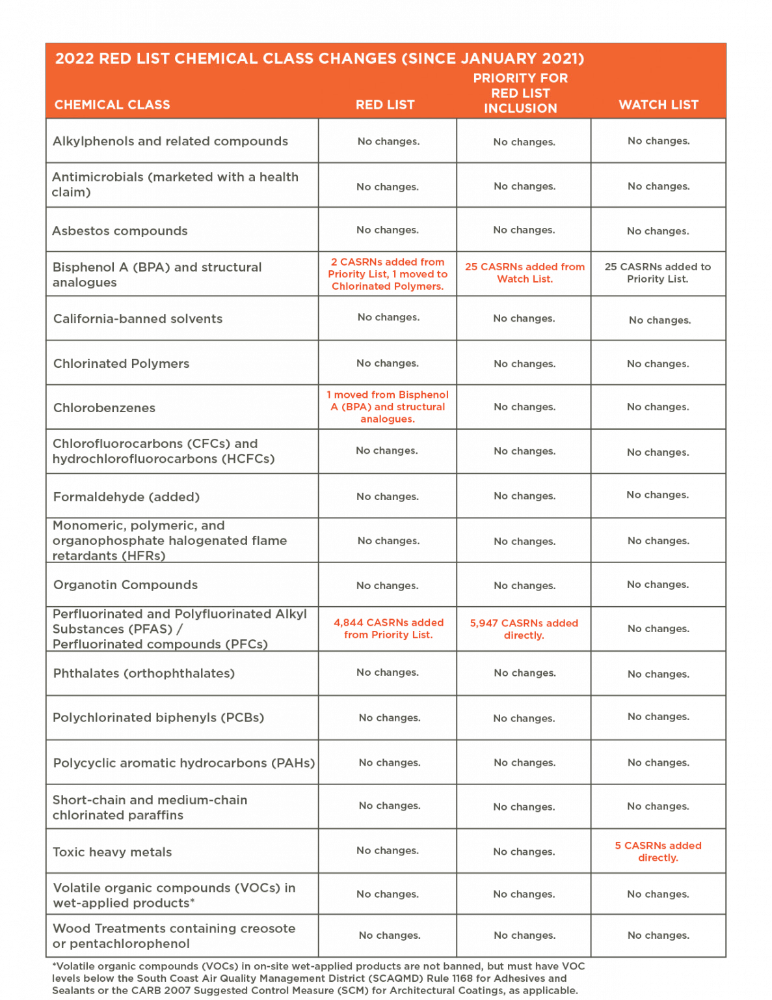 2022 RED LIST CHEMICAL CLASS CHANGES (SINCE JANUARY 2021)
CHEMICAL CLASS
RED LIST
PRIORITY FOR
RED LIST
INCLUSION
WATCH LIST
Alkylphenols and related compounds
No changes.
No changes.
No changes.
Antimicrobials (marketed with a health
claim)
No changes.
No changes.
No changes.
Asbestos compounds
No changes.
No changes.
No changes.
Bisphenol A (BPA) and structural
analogues
2 CASRNs added from
Priority List, 1 moved to
Chlorinated Polymers.
25 CASRNs added from
Watch List.
25 CASRNs added to
Priority List.
California-banned solvents
No changes.
No changes.
No changes.
Chlorinated Polymers
No changes.
No changes.
No changes.
Chlorobenzenes
1 moved from Bisphenol
A (BPA) and structural
analogues.
No changes.
No changes.
Chlorofluorocarbons (CFCs) and
hydrochlorofluorocarbons (HCFCs)
No changes.
No changes.
No changes.
Formaldehyde (added)
No changes.
No changes.
No changes.
Monomeric, polymeric, and
organophosphate halogenated flame
retardants (HFRs)
No changes.
No changes.
No changes.
Organotin Compounds
No changes.
No changes.
No changes.
Perfluorinated and Polyfluorinated Alkyl
Substances (PFAS) /
Perfluorinated compounds (PFCs)
4,844 CASRNs added
from Priority List.
5,947 CASRNs added
directly.
No changes.
Phthalates (orthophthalates)
No changes.
No changes.
No changes.
Polychlorinated biphenyls (PCBs)
No changes.
No changes.
No changes.
Polycyclic aromatic hydrocarbons (PAHs)
No changes.
No changes.
No changes.
Short-chain and medium-chain
chlorinated paraffins
No changes.
No changes.
No changes.
Toxic heavy metals
No changes.
No changes.
5 CASRNs added
directly.
Volatile organic compounds (VOCs) in
wet-applied products*
No changes.
No changes.
No changes.
Wood Treatments containing creosote
or pentachlorophenol
No changes.
No changes.
No changes.
*Volatile organic compounds (VOCs) in on-site wet-applied products are not banned, but must have VOC
levels below the South Coast Air Quality Management District (SCAQMD) Rule 1168 for Adhesives and
Sealants or the CARB 2007 Suggested Control Measure (SCM) for Architectural Coatings, as applicable.